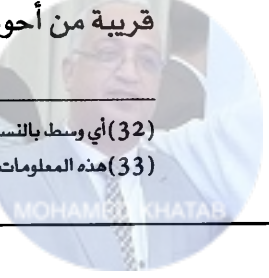 قريبة من أحو
(32) أي وسط بالنس
(33) هذه المعلومات
MOHAMED KHATAB